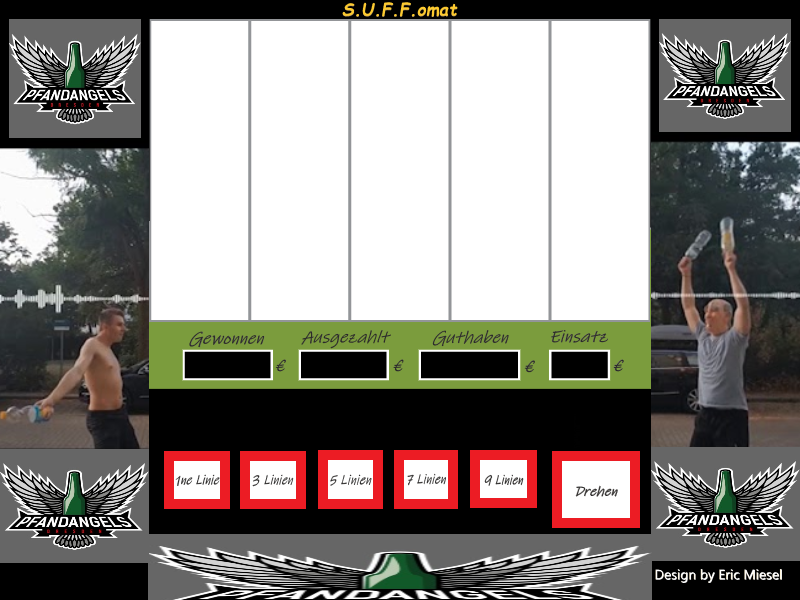 S.U.F.F.omat
PFANDANGELS
PFANDANGELS
Gewonnen Ausgezahlt Guthaben Einsatz
€ € € €
1ne Linie 3 Linien 5 Linien 7 Linien 9 Linien Drehen
PFANDANGELS
PFANDANGELS
Design by Eric Miesel
PFANDANGELS